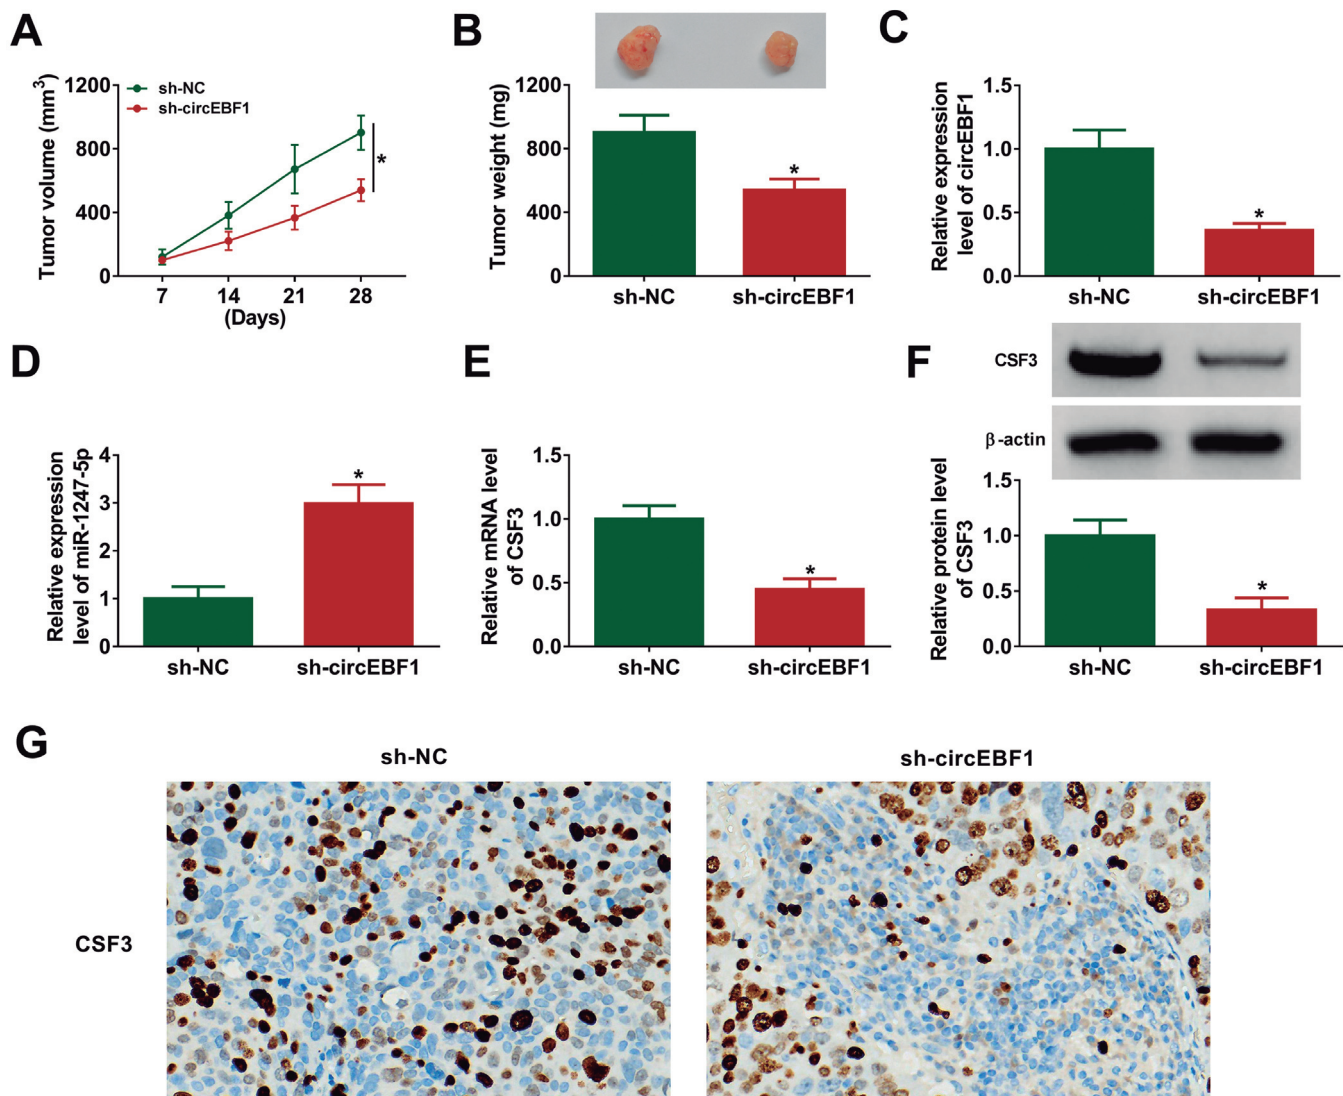 A
Tumor volume (mm3)
1200
800
400
0
sh-NC
sh-circEBF1
*
7 14 21 28
(Days)
B
Tumor weight (mg)
1200
800
400
0
*
sh-NC sh-circEBF1
C
Relative expression
level of circEBF1
1.5
1.0
0.5
0.0
*
sh-NC sh-circEBF1
D
Relative expression
level of miR-1247-5p
4
3
2
1
0
*
sh-NC sh-circEBF1
E
Relative mRNA level
of CSF3
1.5
1.0
0.5
0.0
*
sh-NC sh-circEBF1
F
CSF3
β-actin
Relative protein level
of CSF3
1.5
1.0
0.5
0.0
*
sh-NC sh-circEBF1
G
sh-NC sh-circEBF1
CSF3